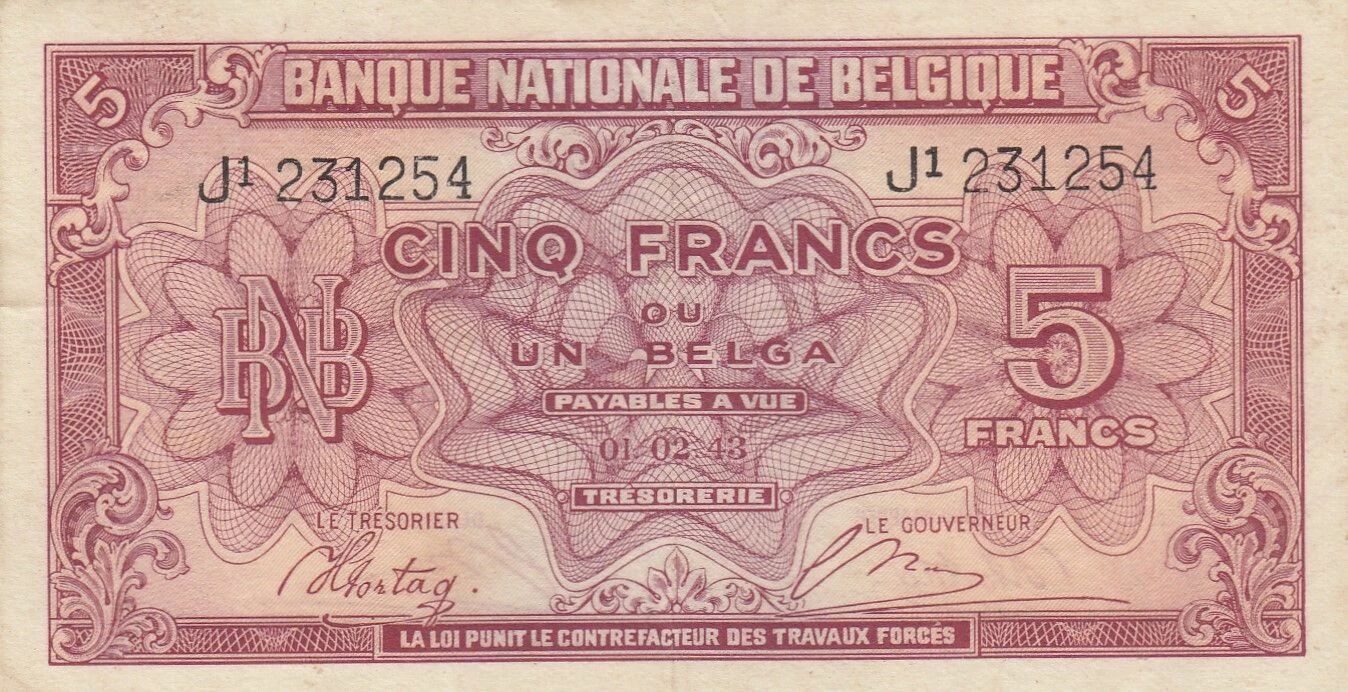 BANQUE NATIONALE DE BELGIQUE
5 5
J¹ 231254 J¹ 231254
CINQ FRANCS
OU
UN BELGA
BNB
5
FRANCS
PAYABLES A VUE
01-02-43
TRÉSORERIE
LE TRÉSORIER LE GOUVERNEUR
LA LOI PUNIT LE CONTREFACTEUR DES TRAVAUX FORCÉS